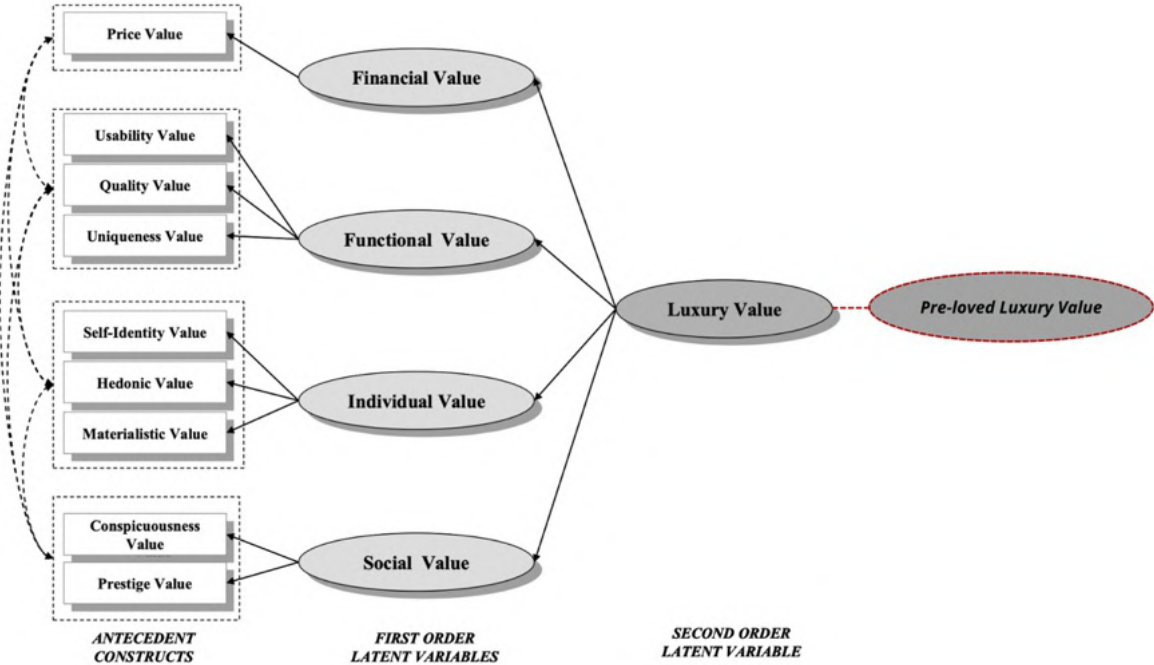 Price Value
Financial Value
Usability Value
Quality Value
Uniqueness Value
Functional Value
Luxury Value
Pre-loved Luxury Value
Self-Identity Value
Hedonic Value
Materialistic Value
Individual Value
Conspicuousness
Value
Prestige Value
Social Value
ANTECEDENT
CONSTRUCTS
FIRST ORDER
LATENT VARIABLES
SECOND ORDER
LATENT VARIABLE